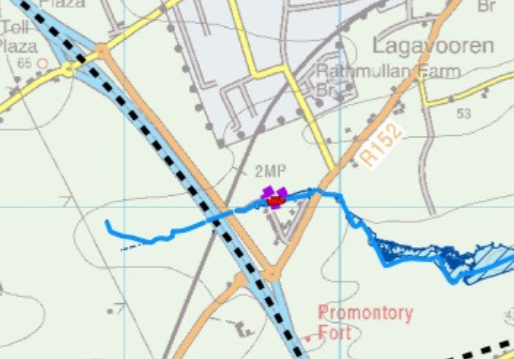 Plaza
Br
Toll
Plaza
65
Lagavooren
Rathmullan Farm
Br
53
R152
2MP
Promontory
Fort